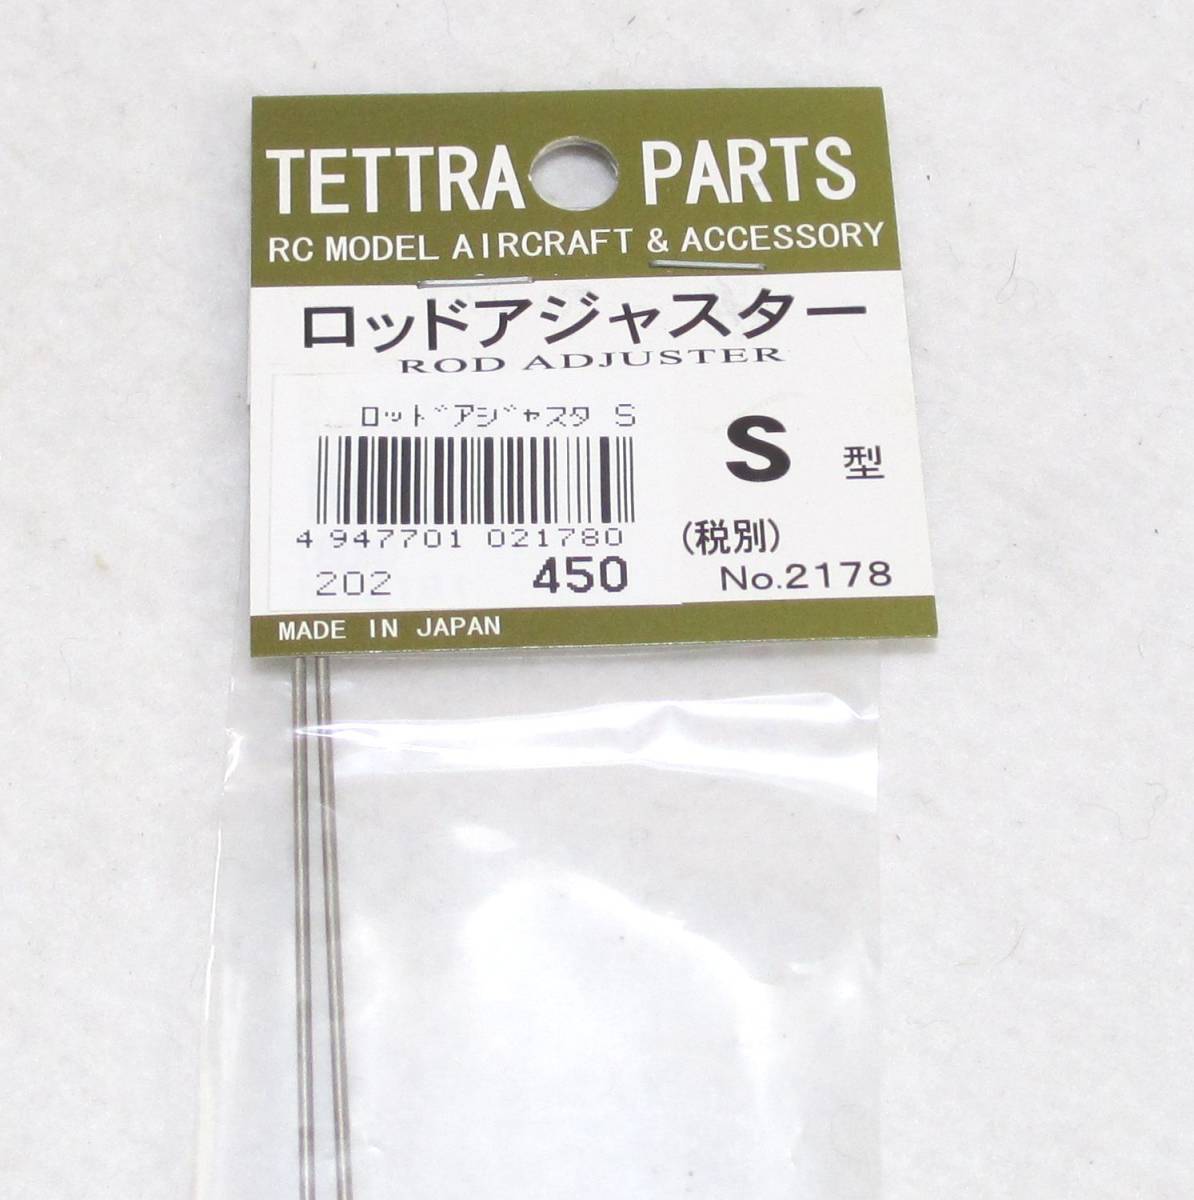 TETTRA PARTS
RC MODEL AIRCRAFT & ACCESSORY
ロッドアジャスター
ROD ADJUSTER
ロッドアジャスタ S
4 947701 021780
202 450
S 型
(税別)
No.2178
MADE IN JAPAN